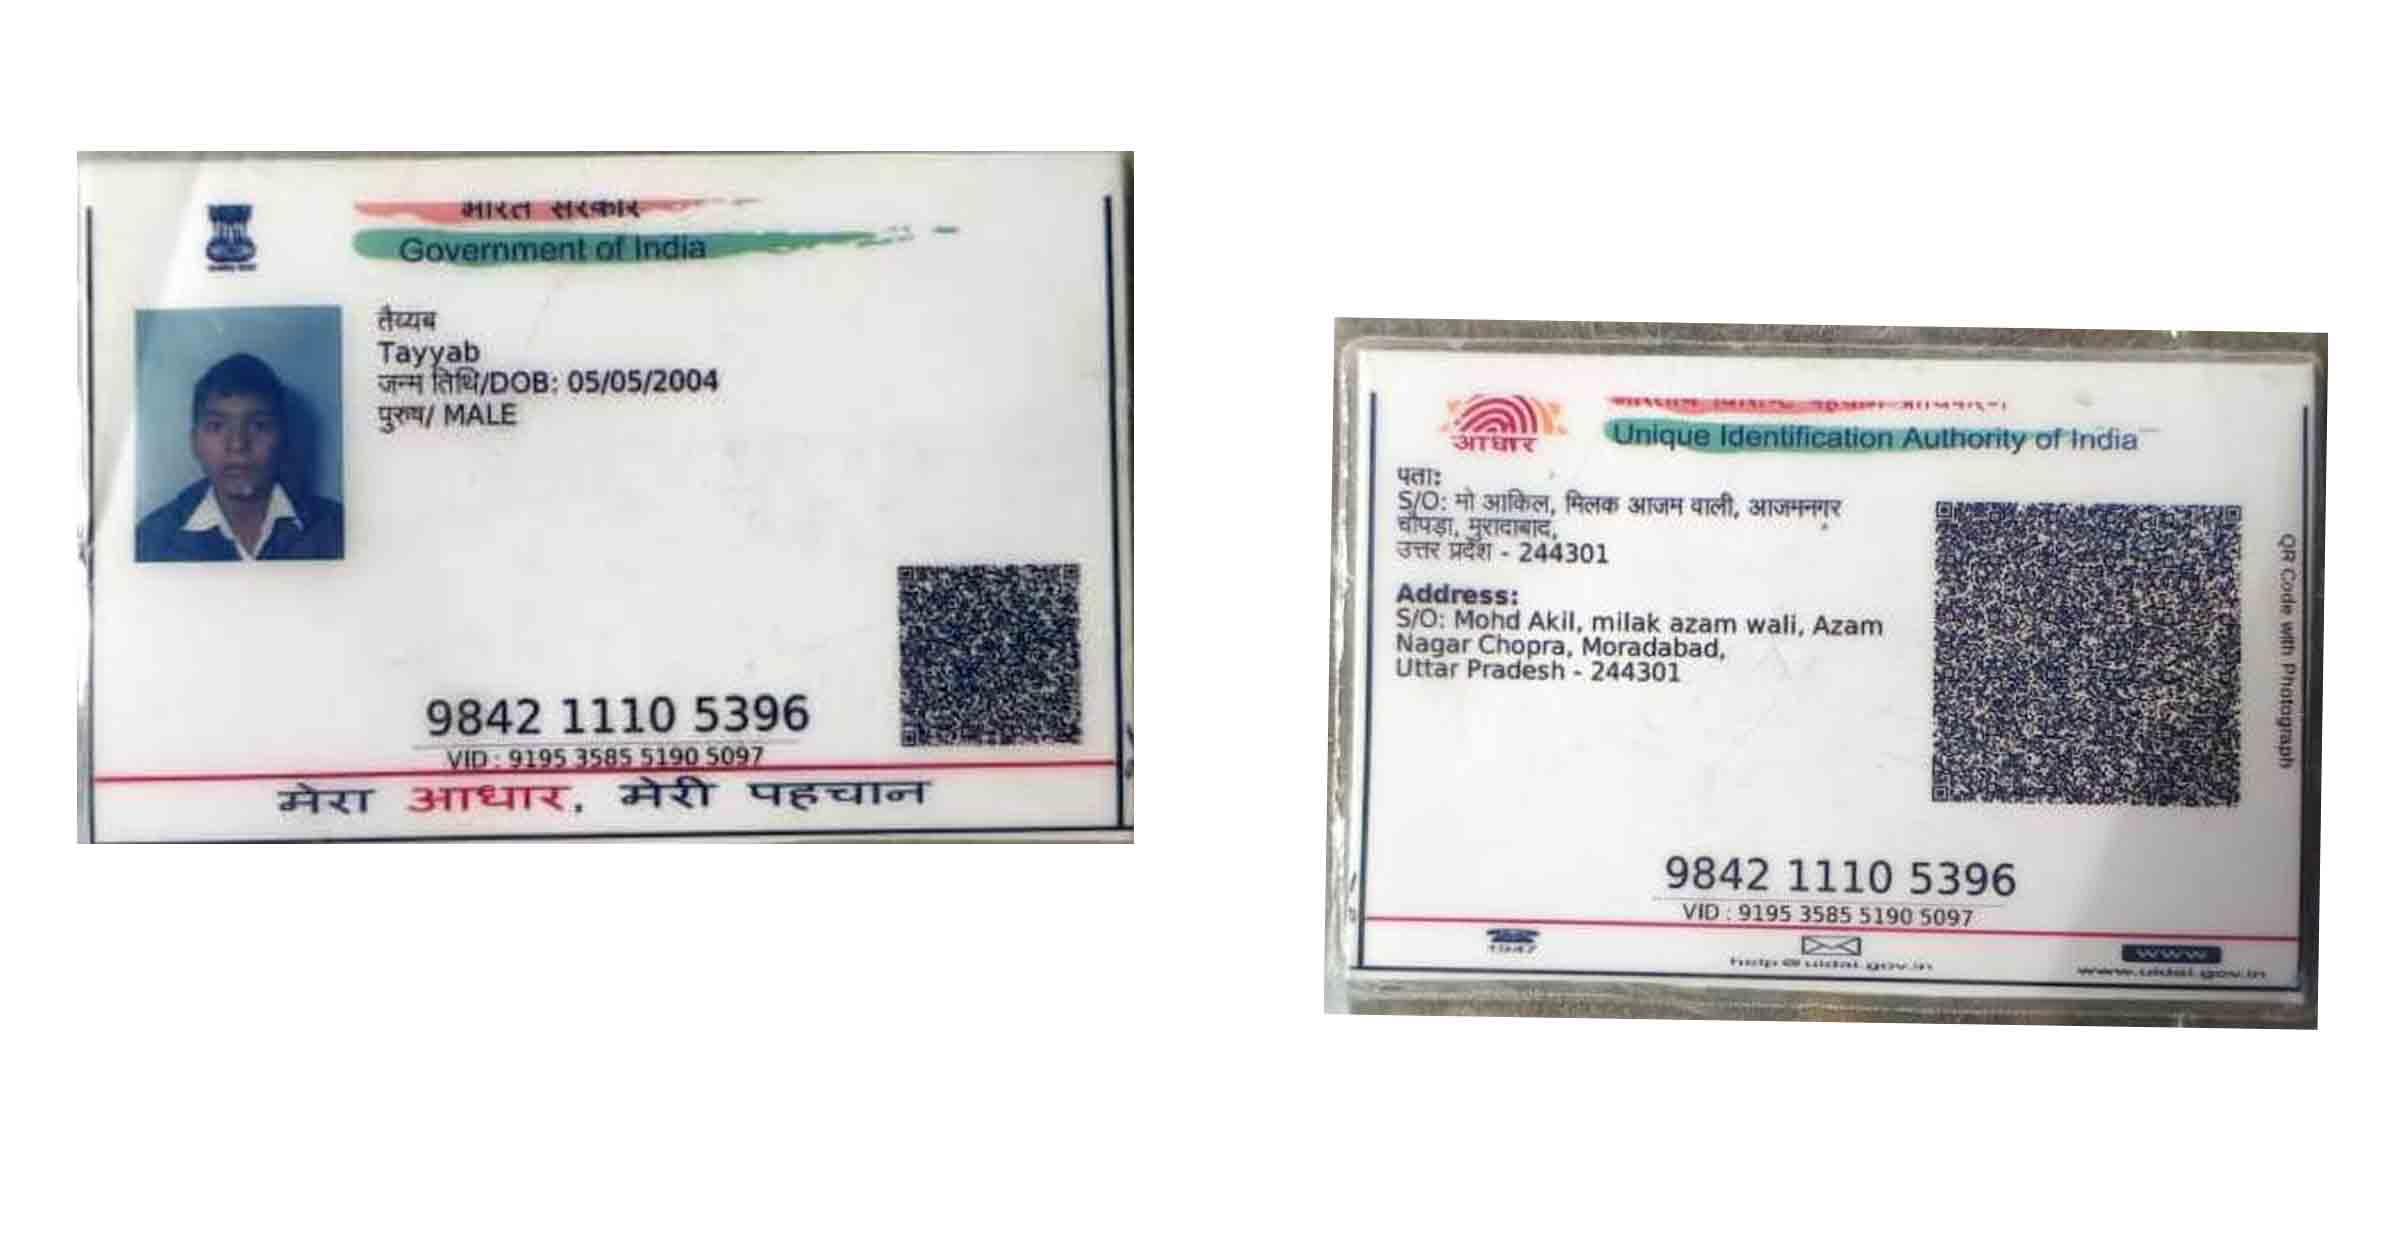 भारत सरकार
Government of India
तैय्यब
Tayyab
जन्म तिथि/DOB: 05/05/2004
पुरुष/ MALE
9842 1110 5396
VID : 9195 3585 5190 5097
मेरा आधार, मेरी पहचान
आधार
Unique Identification Authority of India
पता:
S/O: मो आकिल, मिलक आजम वाली, आजमनगर
चोपड़ा, मुरादाबाद,
उत्तर प्रदेश - 244301
Address:
S/O: Mohd Akil, milak azam wali, Azam
Nagar Chopra, Moradabad,
Uttar Pradesh - 244301
QR Code with Photograph
9842 1110 5396
VID : 9195 3585 5190 5097
1947
help@uidai.gov.in
www
www.uidai.gov.in